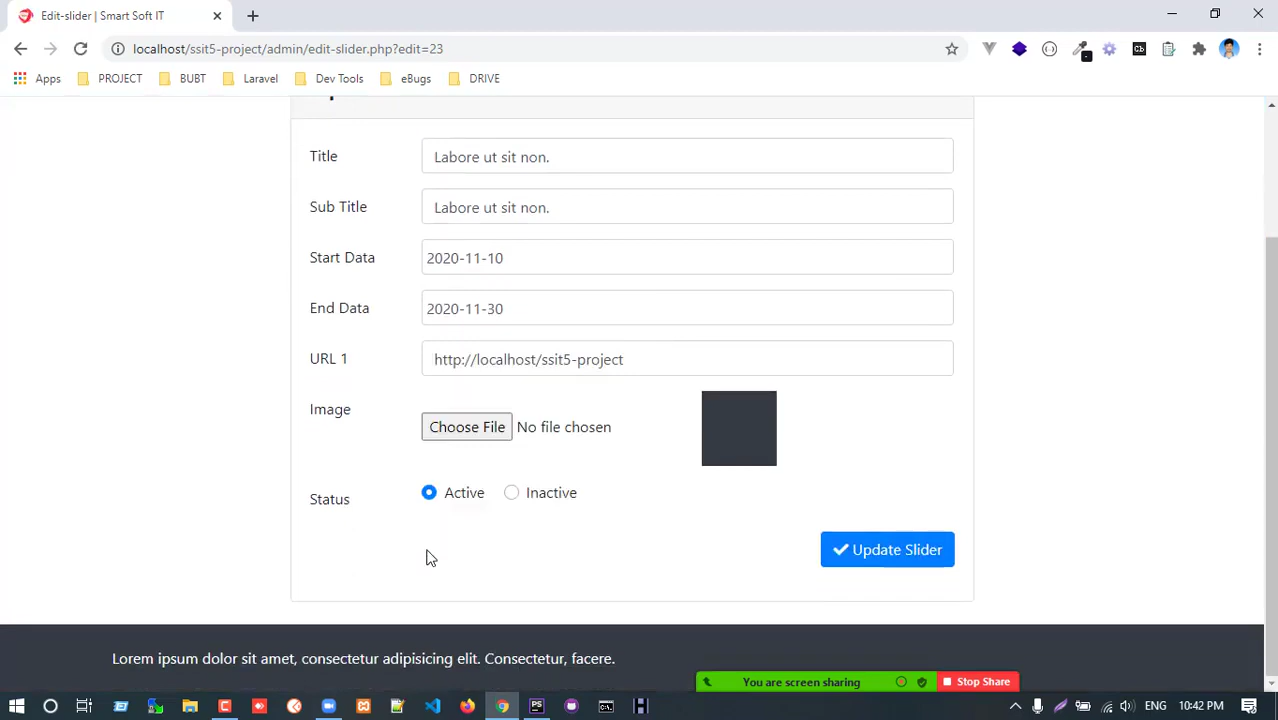 Edit-slider | Smart Soft IT
localhost/ssit5-project/admin/edit-slider.php?edit=23
Apps PROJECT BUBT Laravel Dev Tools eBugs DRIVE
Title Labore ut sit non.
Sub Title Labore ut sit non.
Start Data 2020-11-10
End Data 2020-11-30
URL 1 http://localhost/ssit5-project
Image Choose File No file chosen
Status Active Inactive
Update Slider
Lorem ipsum dolor sit amet, consectetur adipisicing elit. Consectetur, facere.
You are screen sharing Stop Share
ENG 10:42 PM